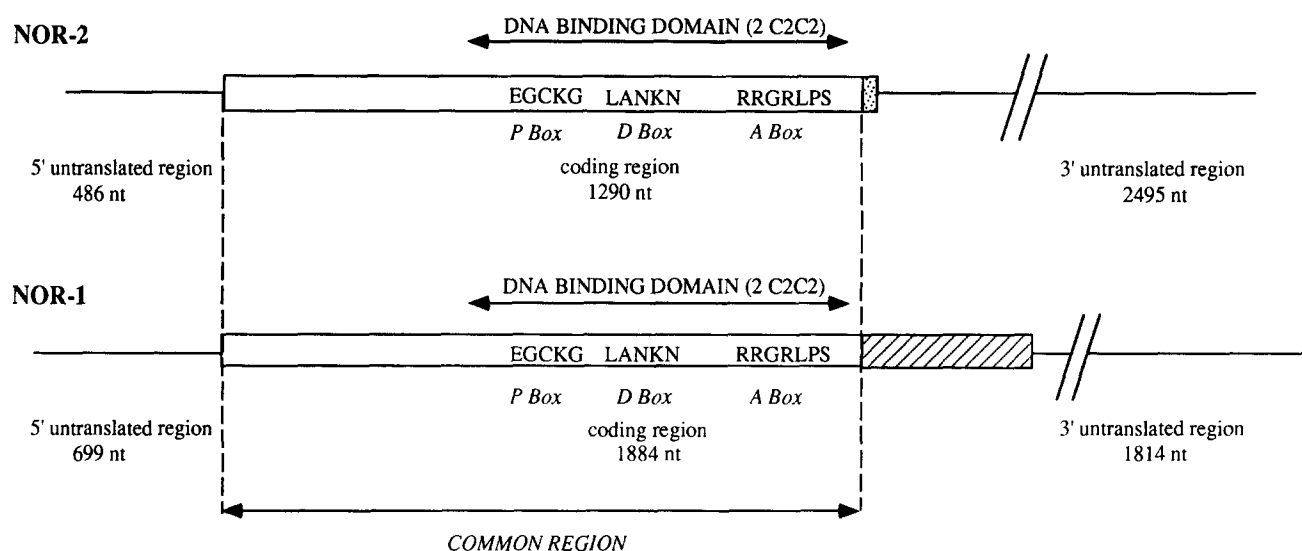 NOR-2
DNA BINDING DOMAIN (2 C2C2)
EGCKG LANKN RRGRLPS
P Box D Box A Box
5' untranslated region
486 nt
coding region
1290 nt
3' untranslated region
2495 nt
NOR-1
DNA BINDING DOMAIN (2 C2C2)
EGCKG LANKN RRGRLPS
P Box D Box A Box
5' untranslated region
699 nt
coding region
1884 nt
3' untranslated region
1814 nt
COMMON REGION